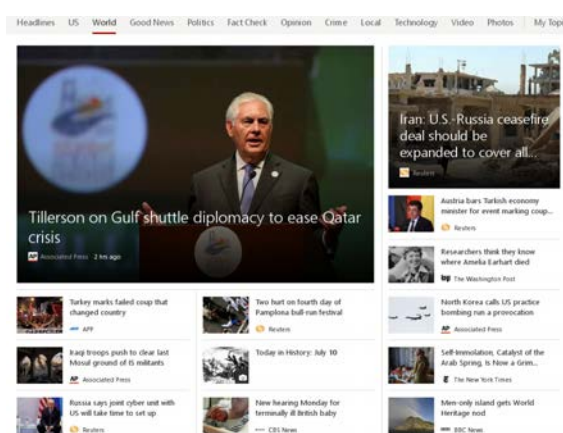 Headlines US World Good News Politics Fact Check Opinion Crime Local Technology Video Photos My Topi
Tillerson on Gulf shuttle diplomacy to ease Qatar
crisis
AP Associated Press 2 hrs ago
Iran: U.S.-Russia ceasefire
deal should be
expanded to cover all...
Reuters
Austria bars Turkish economy
minister for event marking coup...
Reuters
Researchers think they know
where Amelia Earhart died
The Washington Post
North Korea calls US practice
bombing run a provocation
AP Associated Press
Self-Immolation, Catalyst of the
Arab Spring, Is Now a Grim...
The New York Times
Men-only island gets World
Heritage nod
BBC News
Turkey marks failed coup that
changed country
AFP
Iraqi troops push to clear last
Mosul ground of IS militants
AP Associated Press
Russia says joint cyber unit with
US will take time to set up
Reuters
Two hurt on fourth day of
Pamplona bull-run festival
Reuters
Today in History: July 10
New hearing Monday for
terminally ill British baby
CBS News